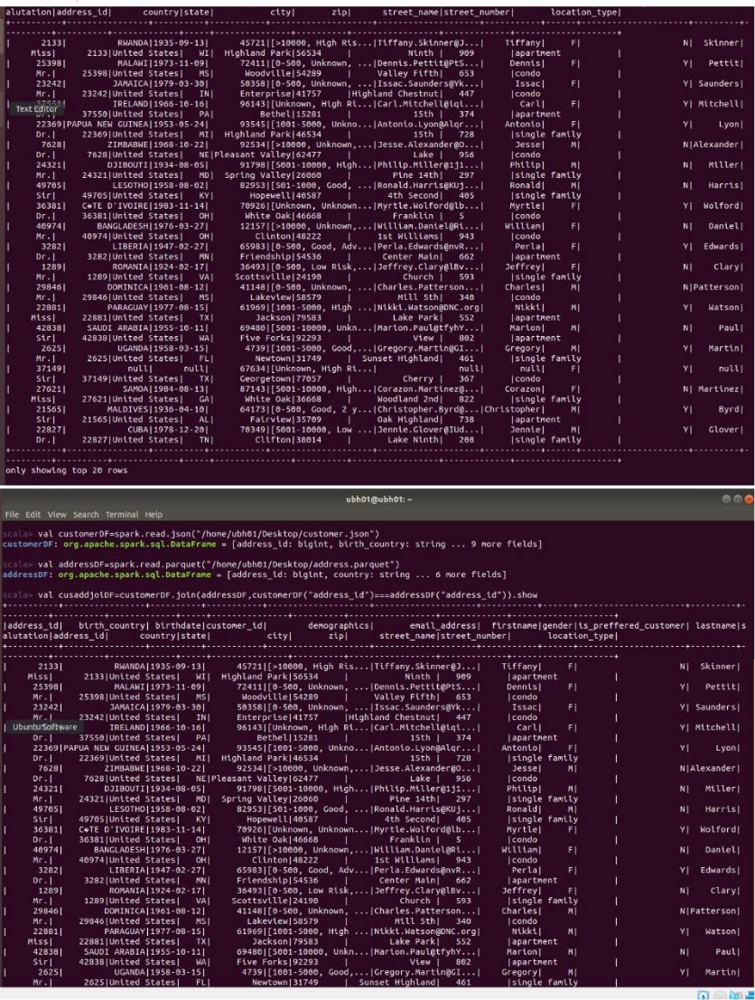 alutation|address_id| country|state| city| zip| street_name|street_number| location_type|
| 2133| RWANDA|1935-09-13| 45721|[>10000, High Ris...|Tiffany.Skinner@J...| Tiffany| F| N| Skinner|
Miss| 2133|United States| WI| Highland Park|56534 | Ninth | 909 |apartment |
| 25398| MALAWI|1973-11-09| 72411|[0-500, Unknown, ...|Dennis.Pettit@PtS...| Dennis| F| Y| Pettit|
Mr.| 25398|United States| MS| Woodville|54289 | Valley Fifth| 653 |condo |
| 23242| JAMAICA|1979-03-30| 50358|[0-500, Unknown, ...|Issac.Saunders@Yk...| Issac| F| Y| Saunders|
Mr.| 23242|United States| IN| Enterprise|41757 |Highland Chestnut| 447 |condo |
| 37550| IRELAND|1966-10-16| 96143|[Unknown, High Ri...|Carl.Mitchell@iqi...| Carl| F| Y| Mitchell|
Text Editor
Dr.| 37550|United States| PA| Bethel|15281 | 15th | 374 |apartment |
| 22369|PAPUA NEW GUINEA|1953-05-24| 93545|[1001-5000, Unkno...|Antonio.Lyon@Alqr...| Antonio| F| Y| Lyon|
Dr.| 22369|United States| MI| Highland Park|46534 | 15th | 728 |single family |
| 7628| ZIMBABWE|1968-10-22| 92534|[>10000, Unknown,...|Jesse.Alexander@O...| Jesse| M| N|Alexander|
Dr.| 7628|United States| NE|Pleasant Valley|62477 | Lake | 956 |condo |
| 24321| DJIBOUTI|1934-08-05| 91798|[5001-10000, High...|Philip.Miller@1j1...| Philip| M| N| Miller|
Mr.| 24321|United States| MD| Spring Valley|26060 | Pine 14th| 297 |single family |
| 49705| LESOTHO|1958-08-02| 82953|[501-1000, Good, ...|Ronald.Harris@KUj...| Ronald| M| N| Harris|
Sir| 49705|United States| KY| Hopewell|40587 | 4th Second| 405 |single family |
| 36381| C�TE D'IVOIRE|1983-11-14| 70926|[Unknown, Unknown...|Myrtle.Wolford@lb...| Myrtle| F| Y| Wolford|
Dr.| 36381|United States| OH| White Oak|46668 | Franklin | 5 |condo |
| 40974| BANGLADESH|1976-03-27| 12157|[>10000, Unknown,...|William.Daniel@Ri...| William| F| N| Daniel|
Mr.| 40974|United States| OH| Clinton|48222 | 1st Williams| 943 |condo |
| 3282| LIBERIA|1947-02-27| 65983|[0-500, Good, Adv...|Perla.Edwards@nvR...| Perla| F| Y| Edwards|
Dr.| 3282|United States| MN| Friendship|54536 | Center Main| 662 |apartment |
| 1289| ROMANIA|1924-02-17| 36493|[0-500, Low Risk,...|Jeffrey.Clary@lBv...| Jeffrey| F| N| Clary|
Mr.| 1289|United States| VA| Scottsville|24190 | Church | 593 |single family |
| 29846| DOMINICA|1961-08-12| 41148|[0-500, Unknown, ...|Charles.Patterson...| Charles| M| N|Patterson|
Mr.| 29846|United States| MS| Lakeview|58579 | Mill 5th| 340 |condo |
| 22881| PARAGUAY|1977-08-15| 61969|[1001-5000, High ...|Nikki.Watson@DNC.org| Nikki| M| Y| Watson|
Miss| 22881|United States| TX| Jackson|79583 | Lake Park| 552 |apartment |
| 42838| SAUDI ARABIA|1955-10-11| 69480|[5001-10000, Unkn...|Marion.Paul@tfyhY...| Marion| M| N| Paul|
Sir| 42838|United States| WA| Five Forks|92293 | View | 802 |apartment |
| 2625| UGANDA|1958-03-15| 4739|[1001-5000, Good,...|Gregory.Martin@GI...| Gregory| M| Y| Martin|
Mr.| 2625|United States| FL| Newtown|31749 | Sunset Highland| 461 |single family |
| 37149| null| null| 67634|[Unknown, High Ri...| null| null| F| Y| null|
Sir| 37149|United States| TX| Georgetown|77057 | Cherry | 367 |condo |
| 27621| SAMOA|1984-08-13| 87143|[5001-10000, High...|Corazon.Martinez@...| Corazon| F| N| Martinez|
Miss| 27621|United States| GA| White Oak|36668 | Woodland 2nd| 822 |single family |
| 21565| MALDIVES|1936-04-10| 64173|[0-500, Good, 2 y...|Christopher.Byrd@...|Christopher| M| Y| Byrd|
Sir| 21565|United States| AL| Fairview|35709 | Oak Highland| 738 |apartment |
| 22827| CUBA|1978-12-20| 70349|[5001-10000, Low ...|Jennie.Glover@IUd...| Jennie| M| Y| Glover|
Dr.| 22827|United States| TN| Clifton|38014 | Lake Ninth| 208 |single family |
only showing top 20 rows
ubh01@ubh01: ~
File Edit View Search Terminal Help
scala> val customerDF=spark.read.json("/home/ubh01/Desktop/customer.json")
customerDF: org.apache.spark.sql.DataFrame = [address_id: bigint, birth_country: string ... 9 more fields]
scala> val addressDF=spark.read.parquet("/home/ubh01/Desktop/address.parquet")
addressDF: org.apache.spark.sql.DataFrame = [address_id: bigint, country: string ... 6 more fields]
scala> val cusaddjoiDF=customerDF.join(addressDF,customerDF("address_id")===addressDF("address_id")).show
|address_id| birth_country| birthdate|customer_id| demographics| email_address| firstname|gender|is_preffered_customer| lastname|s
alutation|address_id| country|state| city| zip| street_name|street_number| location_type|
| 2133| RWANDA|1935-09-13| 45721|[>10000, High Ris...|Tiffany.Skinner@J...| Tiffany| F| N| Skinner|
Miss| 2133|United States| WI| Highland Park|56534 | Ninth | 909 |apartment |
| 25398| MALAWI|1973-11-09| 72411|[0-500, Unknown, ...|Dennis.Pettit@PtS...| Dennis| F| Y| Pettit|
Mr.| 25398|United States| MS| Woodville|54289 | Valley Fifth| 653 |condo |
| 23242| JAMAICA|1979-03-30| 50358|[0-500, Unknown, ...|Issac.Saunders@Yk...| Issac| F| Y| Saunders|
Mr.| 23242|United States| IN| Enterprise|41757 |Highland Chestnut| 447 |condo |
Ubuntu Software
IRELAND|1966-10-16| 96143|[Unknown, High Ri...|Carl.Mitchell@iqi...| Carl| F| Y| Mitchell|
Dr.| 37550|United States| PA| Bethel|15281 | 15th | 374 |apartment |
| 22369|PAPUA NEW GUINEA|1953-05-24| 93545|[1001-5000, Unkno...|Antonio.Lyon@Alqr...| Antonio| F| Y| Lyon|
Dr.| 22369|United States| MI| Highland Park|46534 | 15th | 728 |single family |
| 7628| ZIMBABWE|1968-10-22| 92534|[>10000, Unknown,...|Jesse.Alexander@O...| Jesse| M| N|Alexander|
Dr.| 7628|United States| NE|Pleasant Valley|62477 | Lake | 956 |condo |
| 24321| DJIBOUTI|1934-08-05| 91798|[5001-10000, High...|Philip.Miller@1j1...| Philip| M| N| Miller|
Mr.| 24321|United States| MD| Spring Valley|26060 | Pine 14th| 297 |single family |
| 49705| LESOTHO|1958-08-02| 82953|[501-1000, Good, ...|Ronald.Harris@KUj...| Ronald| M| N| Harris|
Sir| 49705|United States| KY| Hopewell|40587 | 4th Second| 405 |single family |
| 36381| C�TE D'IVOIRE|1983-11-14| 70926|[Unknown, Unknown...|Myrtle.Wolford@lb...| Myrtle| F| Y| Wolford|
Dr.| 36381|United States| OH| White Oak|46668 | Franklin | 5 |condo |
| 40974| BANGLADESH|1976-03-27| 12157|[>10000, Unknown,...|William.Daniel@Ri...| William| F| N| Daniel|
Mr.| 40974|United States| OH| Clinton|48222 | 1st Williams| 943 |condo |
| 3282| LIBERIA|1947-02-27| 65983|[0-500, Good, Adv...|Perla.Edwards@nvR...| Perla| F| Y| Edwards|
Dr.| 3282|United States| MN| Friendship|54536 | Center Main| 662 |apartment |
| 1289| ROMANIA|1924-02-17| 36493|[0-500, Low Risk,...|Jeffrey.Clary@lBv...| Jeffrey| F| N| Clary|
Mr.| 1289|United States| VA| Scottsville|24190 | Church | 593 |single family |
| 29846| DOMINICA|1961-08-12| 41148|[0-500, Unknown, ...|Charles.Patterson...| Charles| M| N|Patterson|
Mr.| 29846|United States| MS| Lakeview|58579 | Mill 5th| 340 |condo |
| 22881| PARAGUAY|1977-08-15| 61969|[1001-5000, High ...|Nikki.Watson@DNC.org| Nikki| M| Y| Watson|
Miss| 22881|United States| TX| Jackson|79583 | Lake Park| 552 |apartment |
| 42838| SAUDI ARABIA|1955-10-11| 69480|[5001-10000, Unkn...|Marion.Paul@tfyhY...| Marion| M| N| Paul|
Sir| 42838|United States| WA| Five Forks|92293 | View | 802 |apartment |
| 2625| UGANDA|1958-03-15| 4739|[1001-5000, Good,...|Gregory.Martin@GI...| Gregory| M| Y| Martin|
Mr.| 2625|United States| FL| Newtown|31749 | Sunset Highland| 461 |single family |